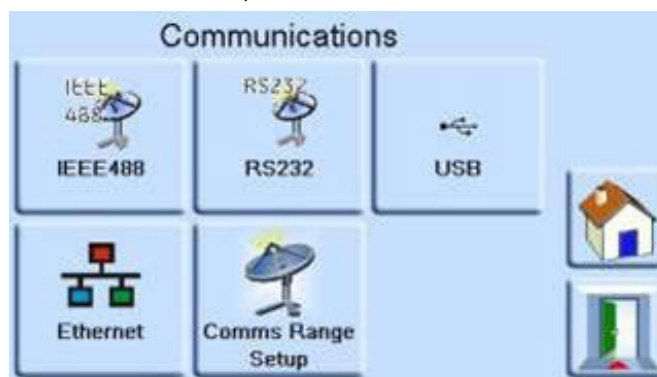 Communications
IEEE
488
RS232
IEEE488
RS232
USB
Ethernet
Comms Range
Setup